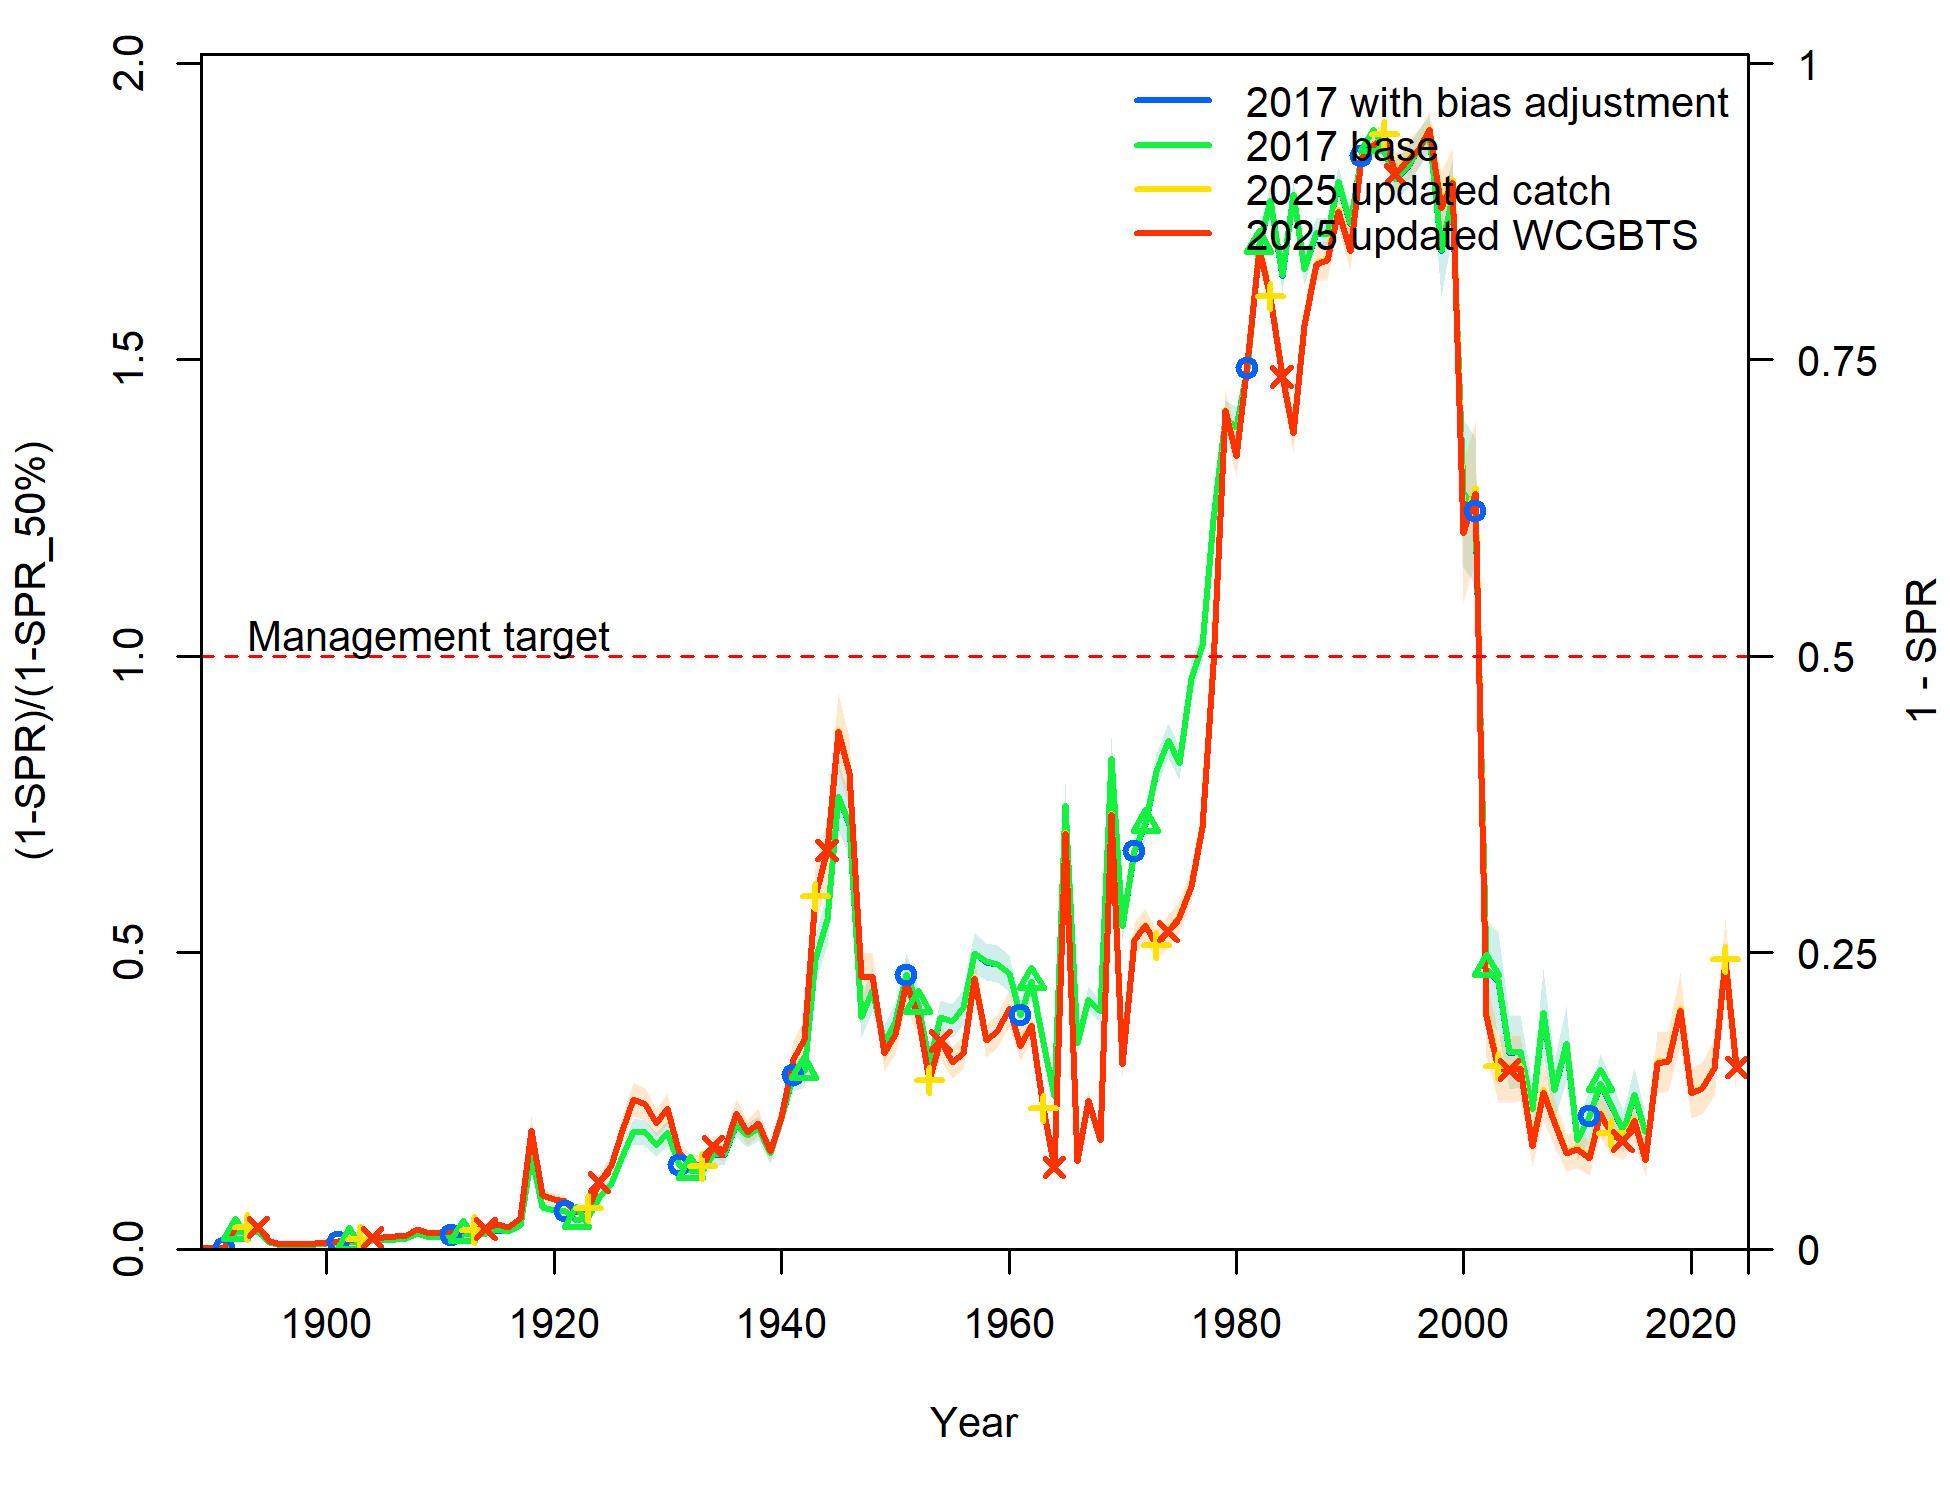 2017 with bias adjustment
2017 base
2025 updated catch
2025 updated WCGBTS
Management target
2.0
1.5
1.0
0.5
0.0
(1-SPR)/(1-SPR_50%)
1
0.75
0.5
0.25
0
1 - SPR
1900 1920 1940 1960 1980 2000 2020
Year